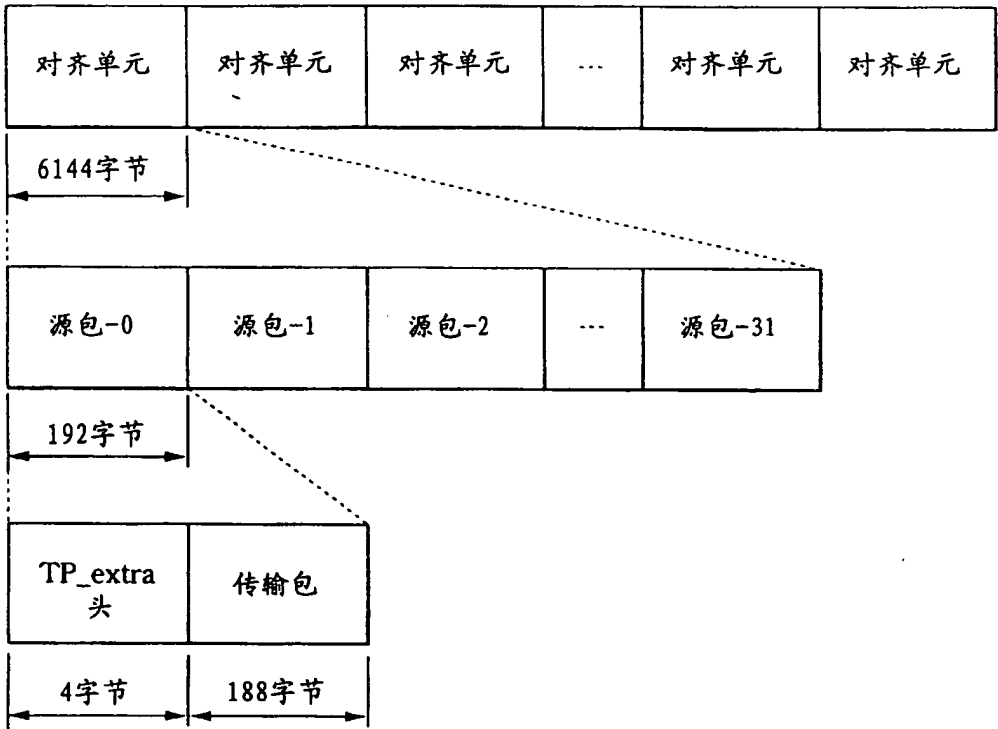 对齐单元 对齐单元 对齐单元 ··· 对齐单元 对齐单元
6144字节
源包-0 源包-1 源包-2 ··· 源包-31
192字节
TP_extra 传输包
头
4字节 188字节